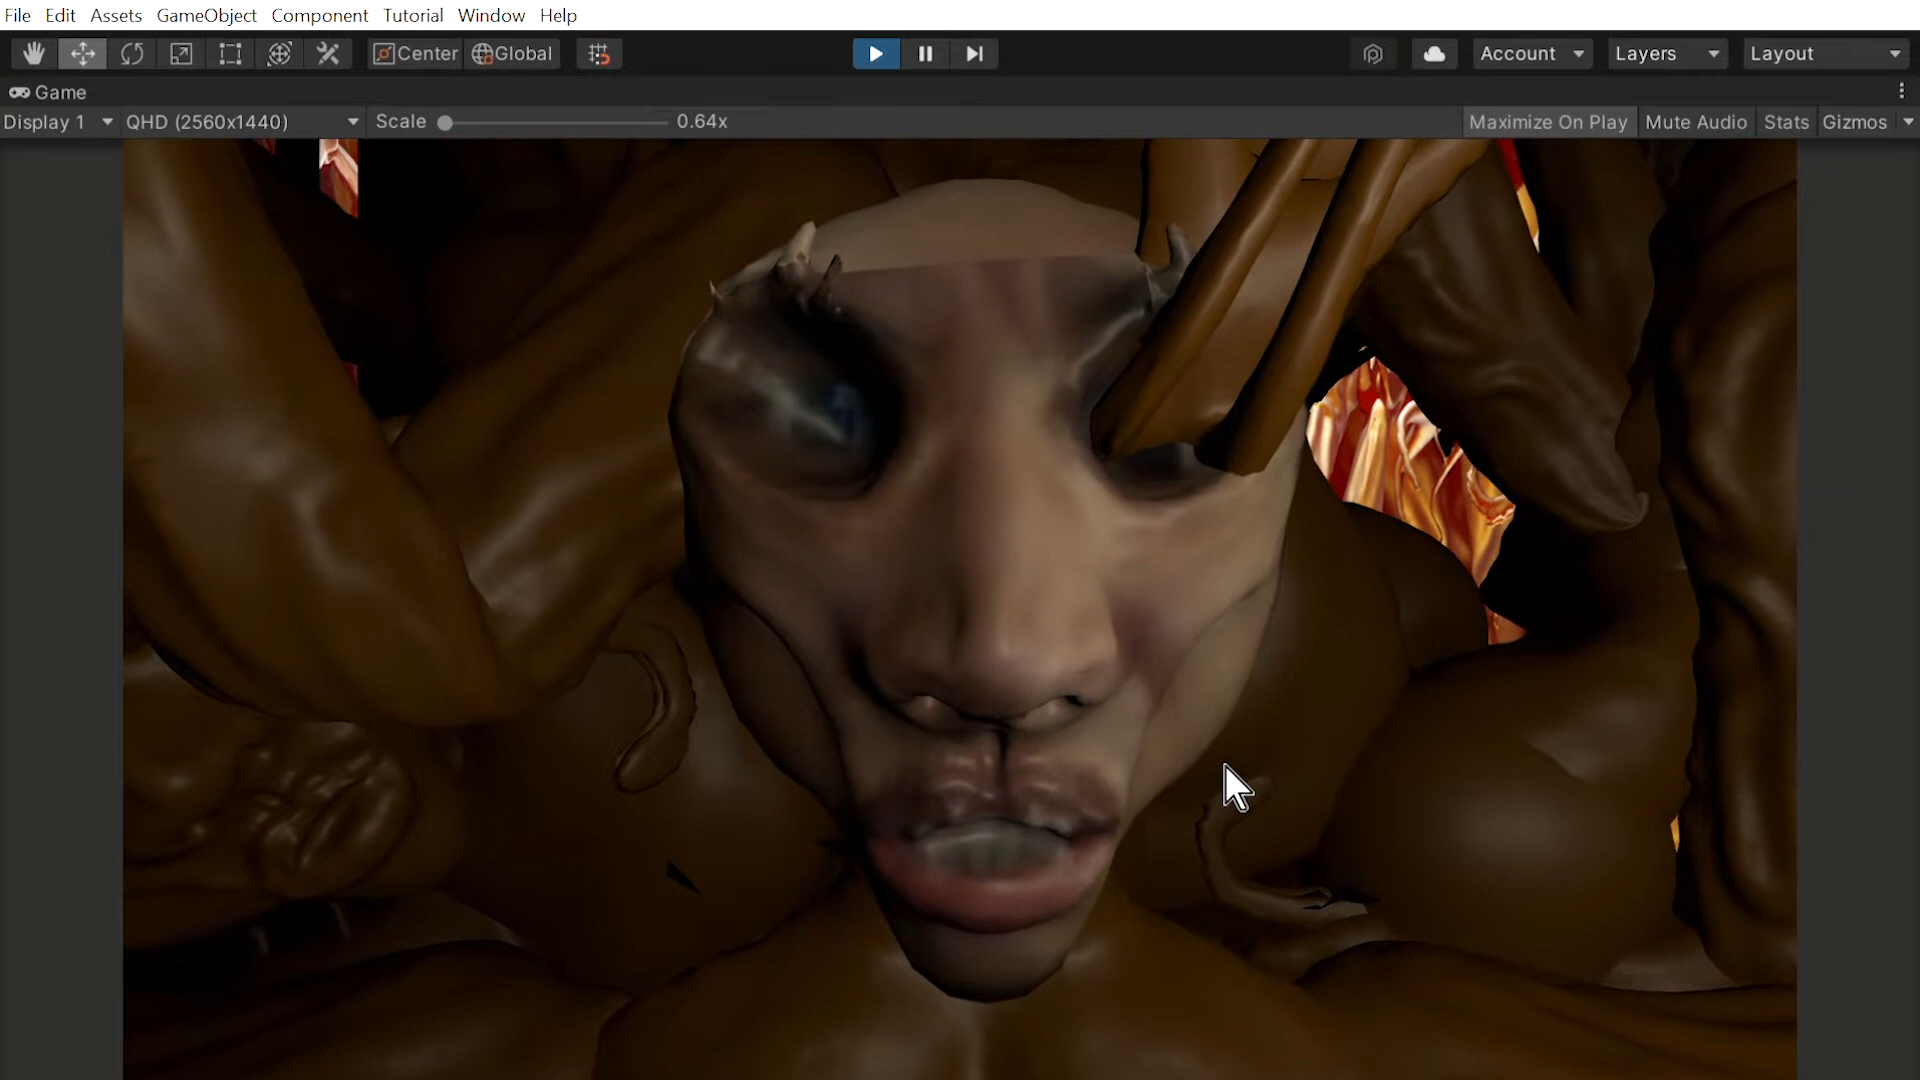 File Edit Assets GameObject Component Tutorial Window Help
Center Global Account Layers Layout
Game
Display 1 QHD (2560x1440) Scale 0.64x Maximize On Play Mute Audio Stats Gizmos